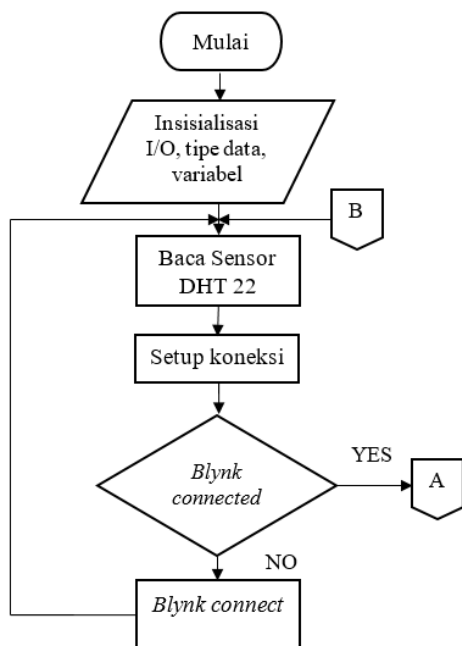 Mulai
Insisialisasi
I/O, tipe data,
variabel
B
Baca Sensor
DHT 22
Setup koneksi
Blynk
connected
YES
A
NO
Blynk connect